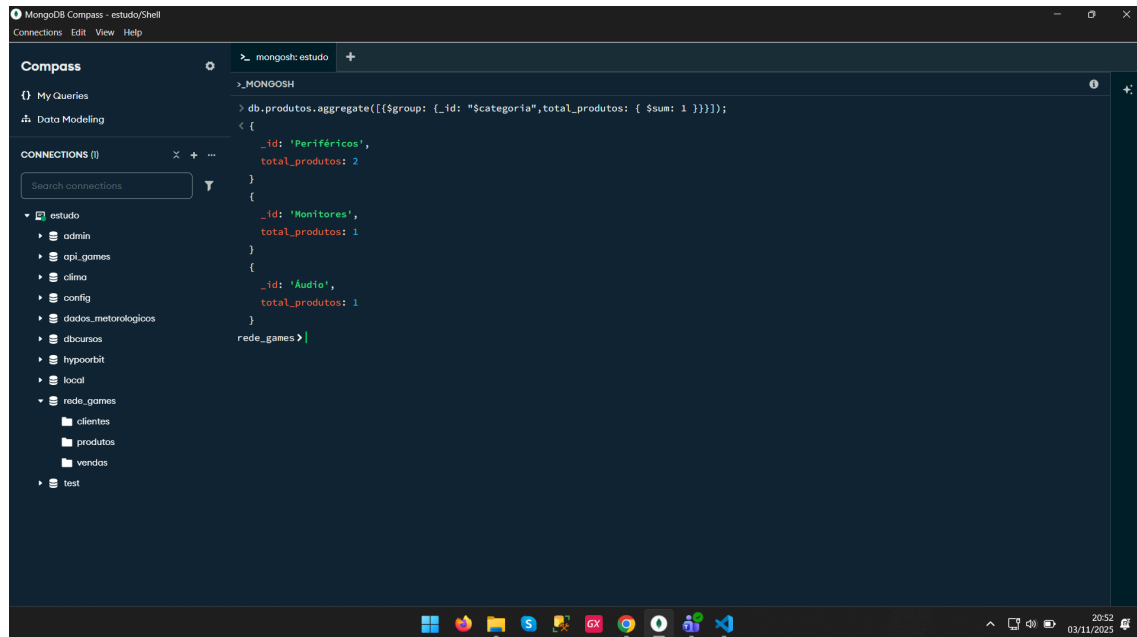 MongoDB Compass - estudo/Shell
Connections Edit View Help
Compass
{} My Queries
Data Modeling
CONNECTIONS (1)
Search connections
estudo
admin
api_games
clima
config
dados_metorologicos
dbcursos
hypoorbit
local
rede_games
clientes
produtos
vendas
test
>_ mongosh: estudo
>_MONGOSH
> db.produtos.aggregate([{$group: {_id: "$categoria",total_produtos: { $sum: 1 }}}]);
< {
_id: 'Periféricos',
total_produtos: 2
}
{
_id: 'Monitores',
total_produtos: 1
}
{
_id: 'Áudio',
total_produtos: 1
}
rede_games>
S
GX
20:52
03/11/2025